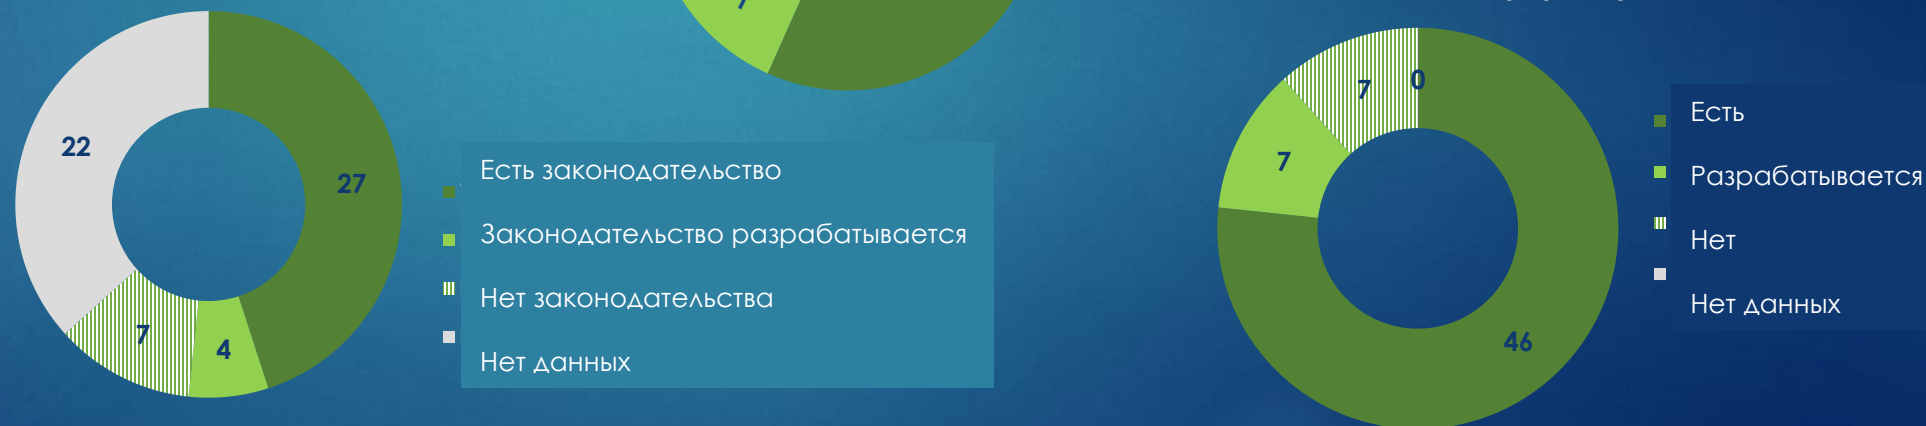 22
27
7
4
Есть законодательство
Законодательство разрабатывается
Нет законодательства
Нет данных
7
7
0
7
46
Есть
Разрабатывается
Нет
Нет данных